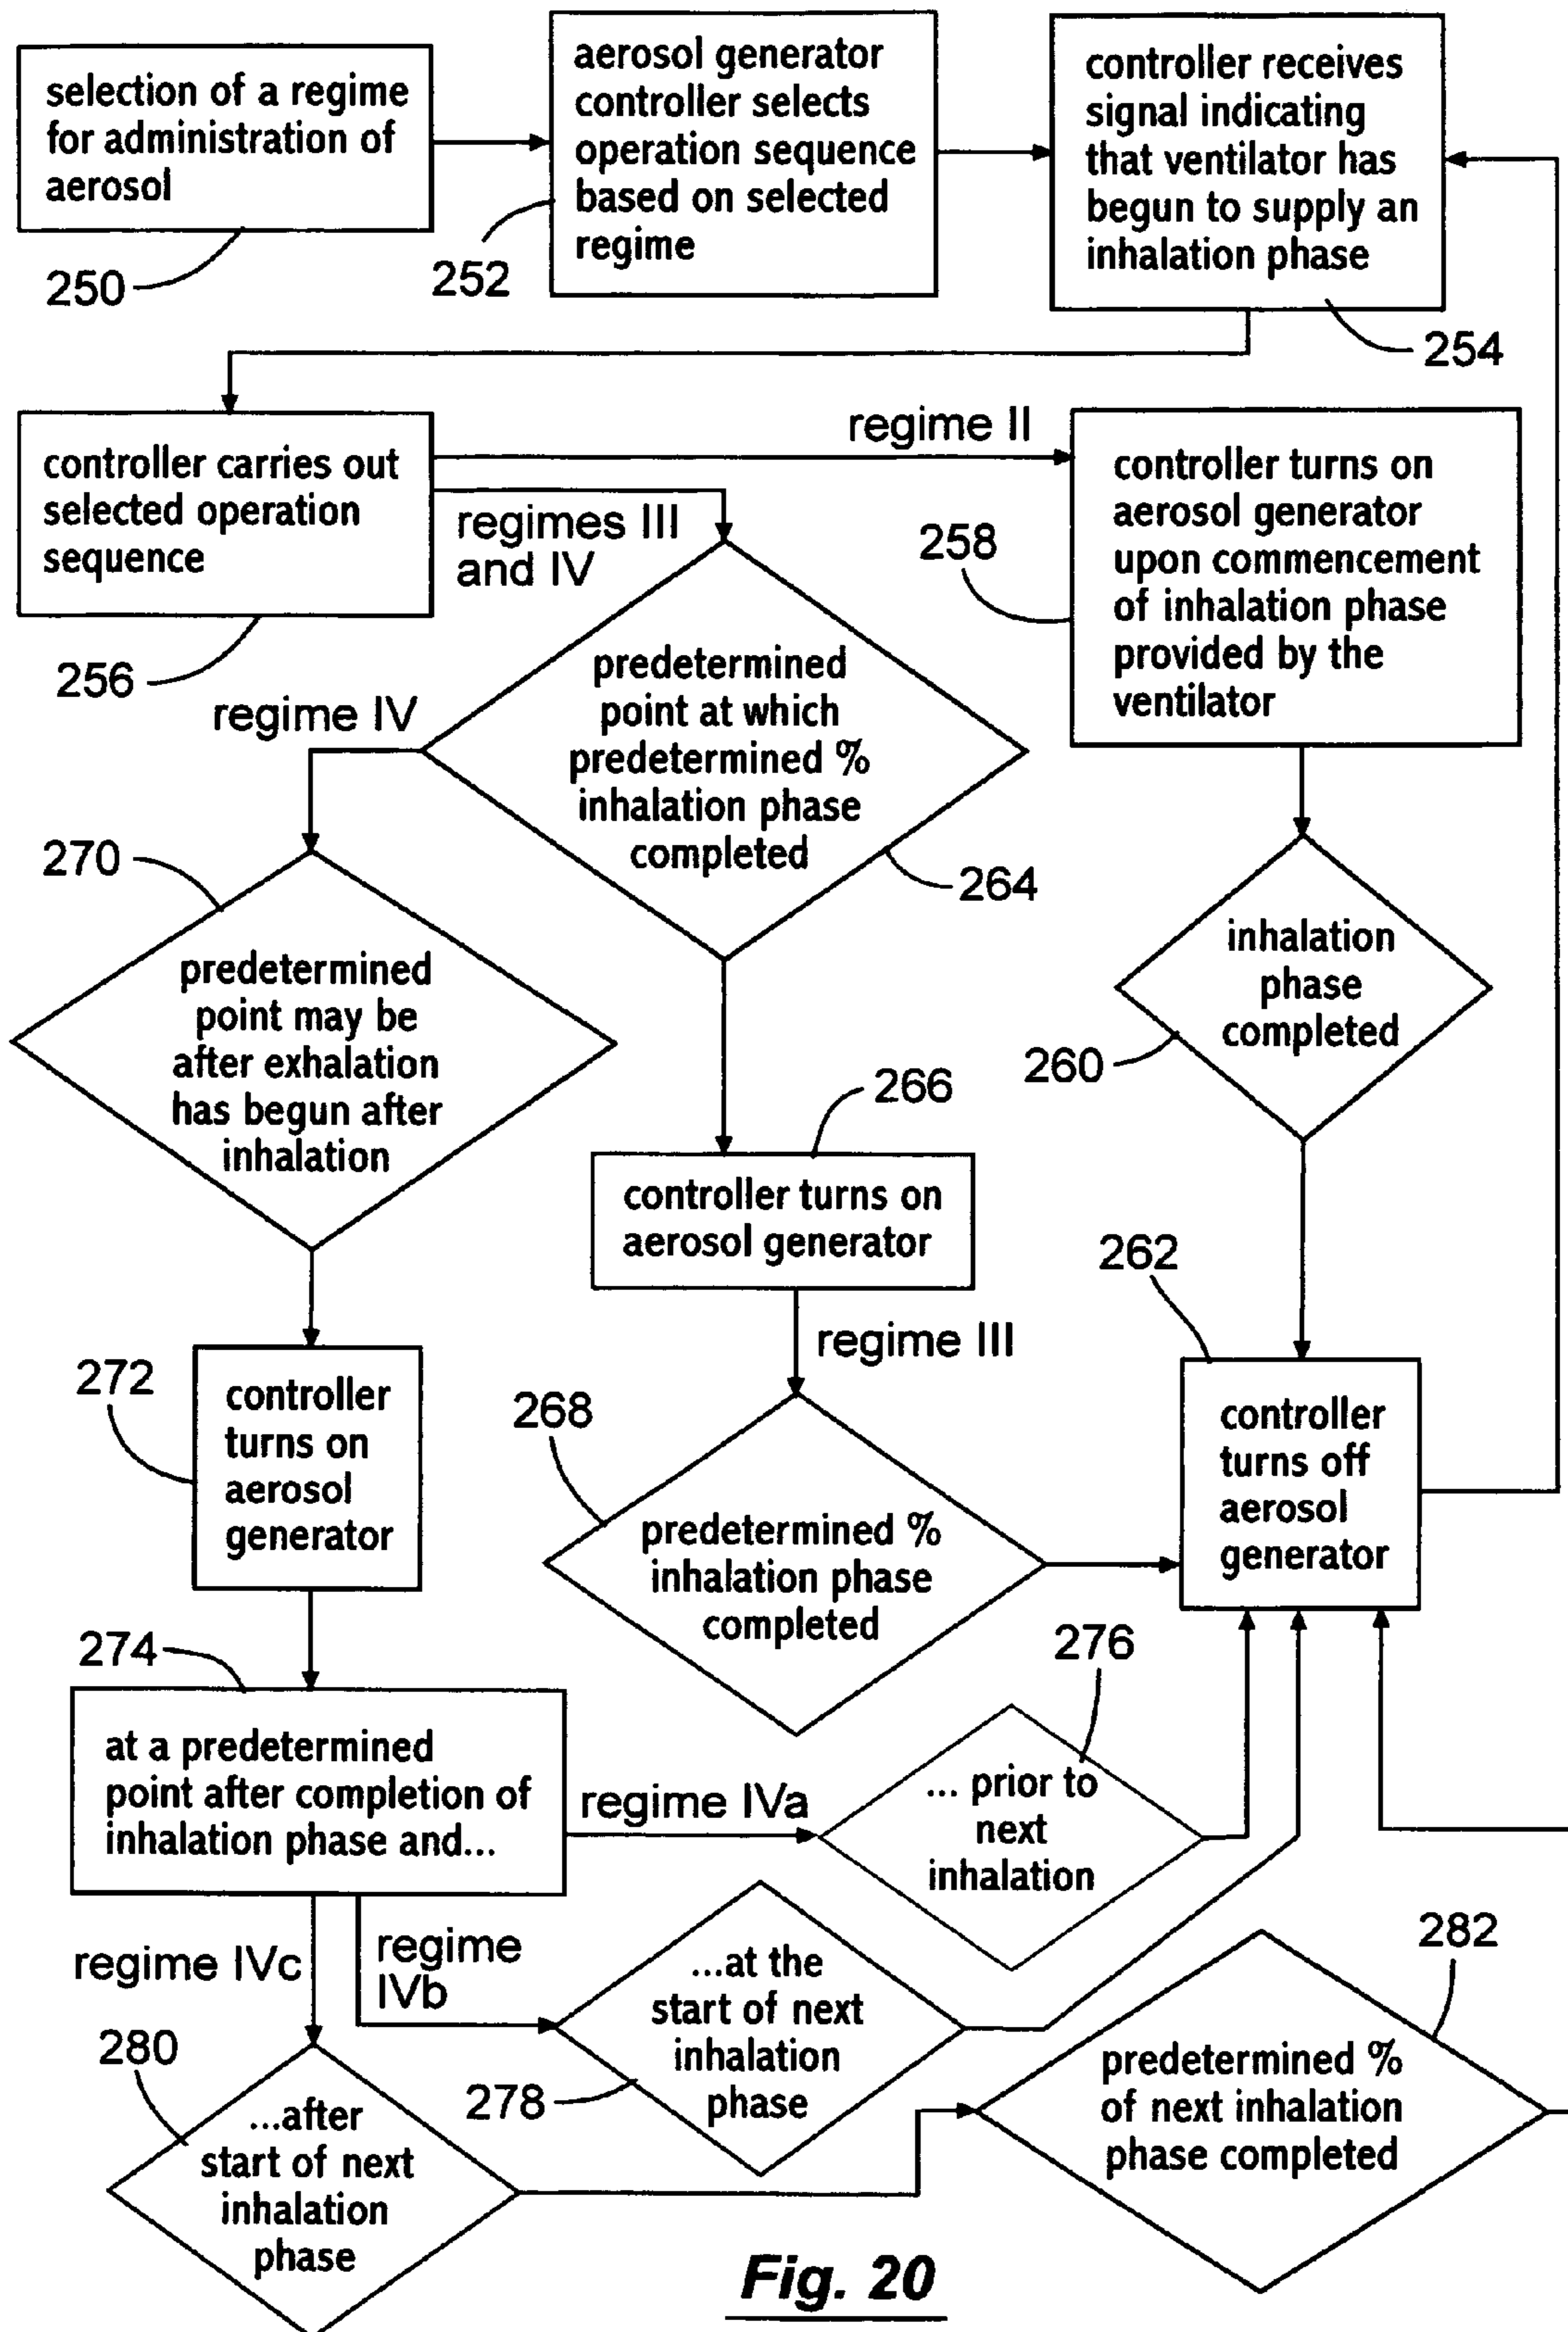 selection of a regime
for administration of
aerosol
250
aerosol generator
controller selects
operation sequence
based on selected
regime
252
controller receives
signal indicating
that ventilator has
begun to supply an
inhalation phase
254
controller carries out
selected operation
sequence
256
regime II
regimes III
and IV
controller turns on
aerosol generator
upon commencement
of inhalation phase
provided by the
ventilator
258
predetermined
point at which
predetermined %
inhalation phase
completed
264
regime IV
270
predetermined
point may be
after exhalation
has begun after
inhalation
inhalation
phase
completed
260
266
controller turns on
aerosol generator
regime III
262
controller
turns off
aerosol
generator
272
controller
turns on
aerosol
generator
268
predetermined %
inhalation phase
completed
274
at a predetermined
point after completion of
inhalation phase and...
regime IVa
276
... prior to
next
inhalation
regime IVc
regime
IVb
...at the
start of next
inhalation
phase
278
282
predetermined %
of next inhalation
phase completed
280
...after
start of next
inhalation
phase
Fig. 20